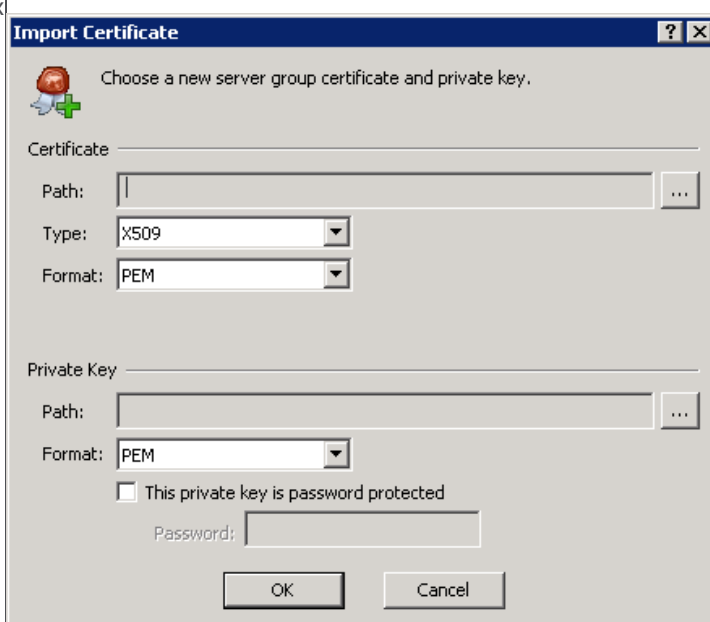 x
Import Certificate ? X
Choose a new server group certificate and private key.
Certificate
Path: ...
Type: X509
Format: PEM
Private Key
Path: ...
Format: PEM
This private key is password protected
Password:
OK Cancel